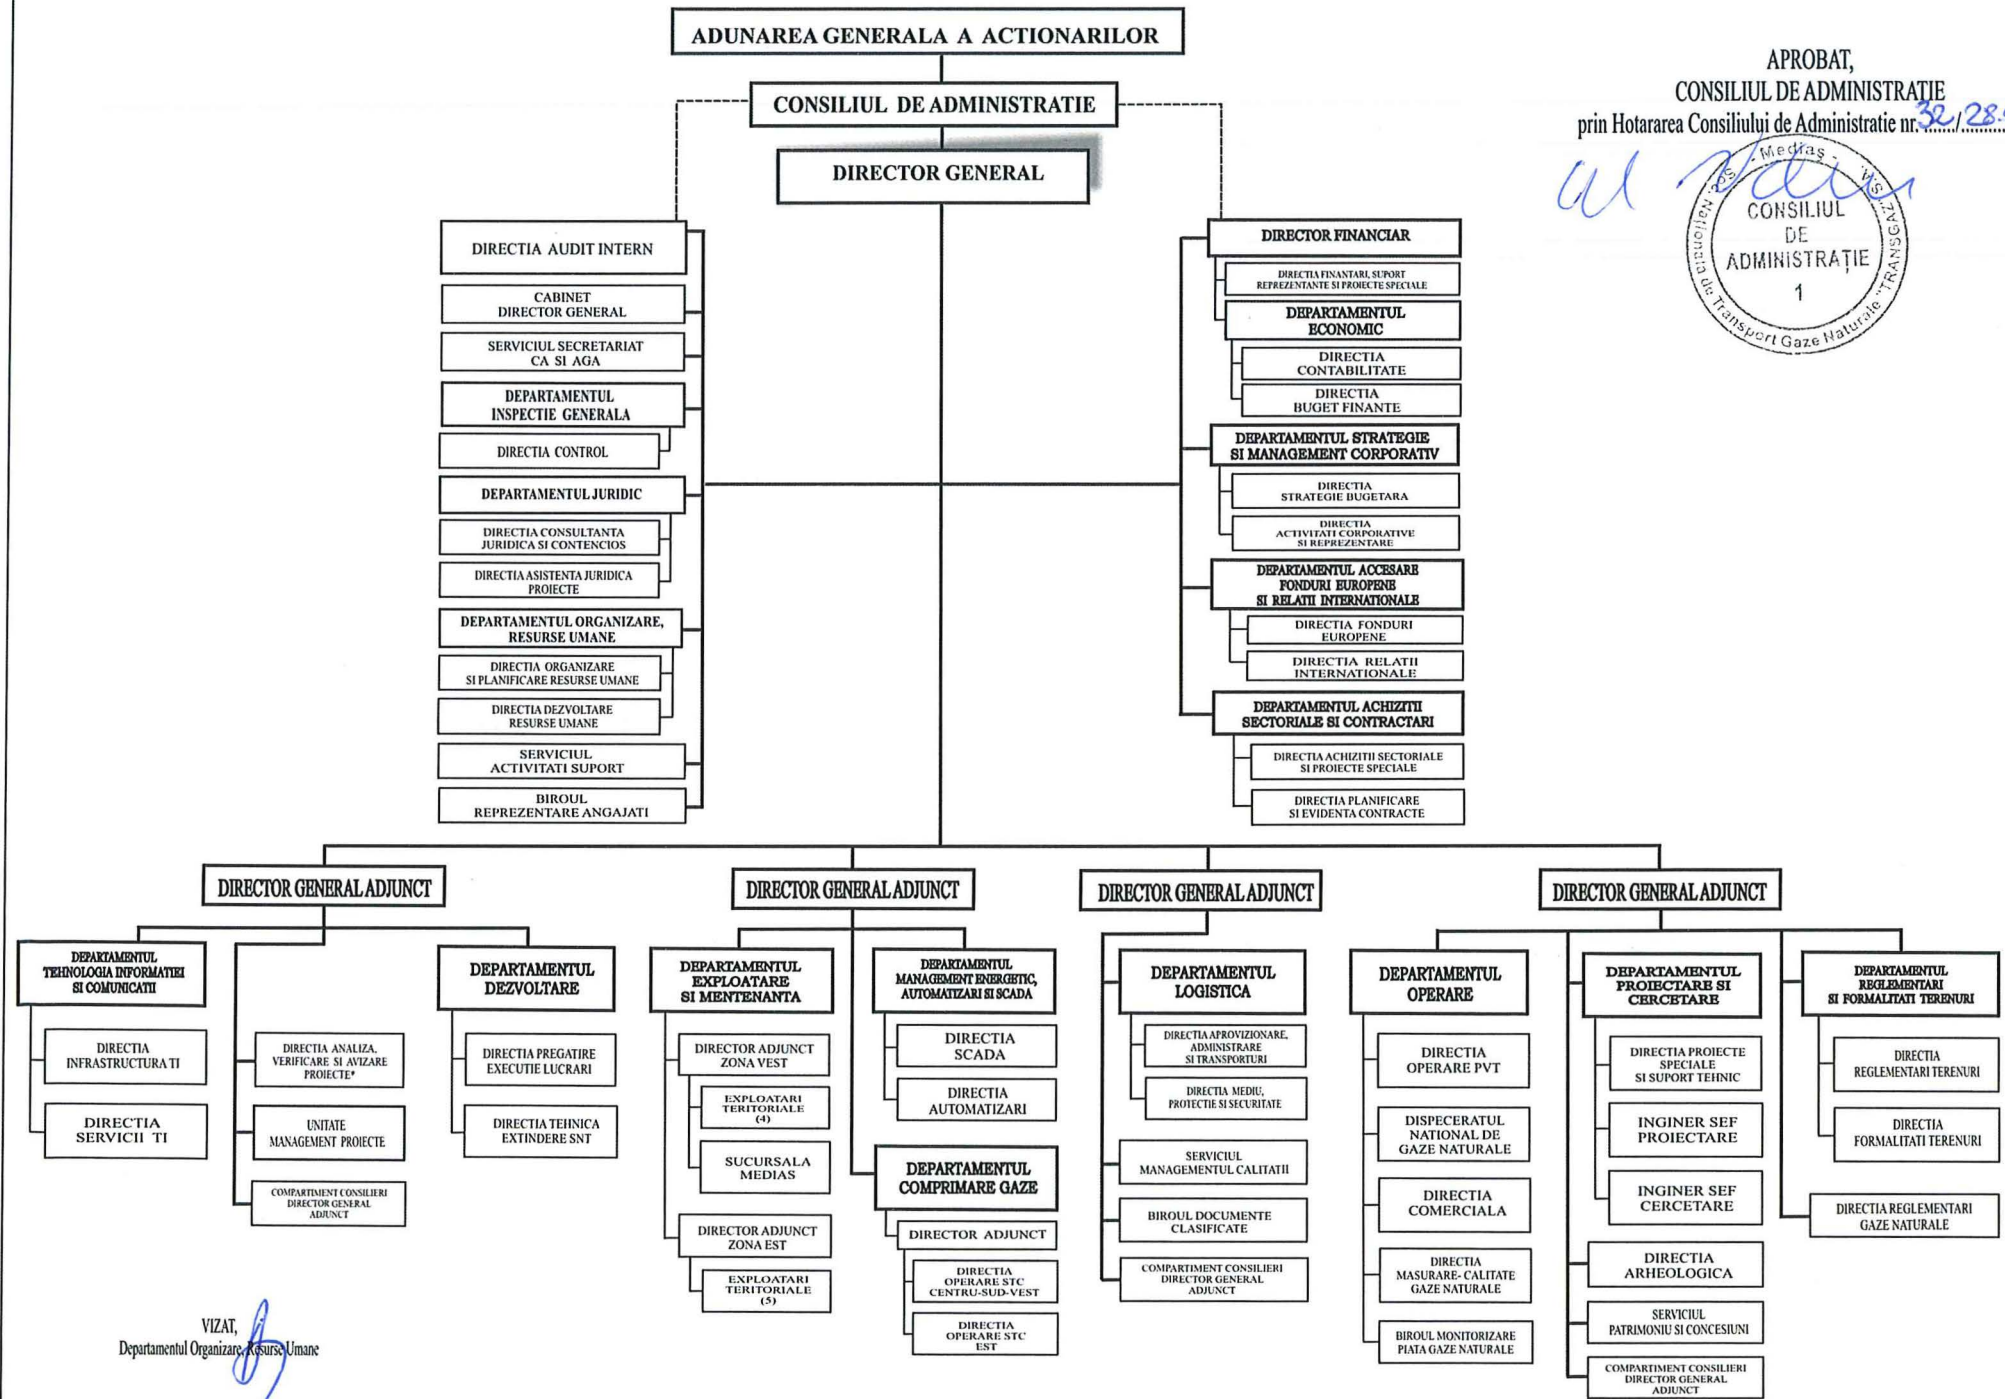 ADUNAREA GENERALA A ACTIONARILOR
CONSILIUL DE ADMINISTRATIE
DIRECTOR GENERAL
APROBAT,
CONSILIUL DE ADMINISTRAȚIE
prin Hotararea Consiliului de Administratie nr. 32 / 28.
Soc. Nationala de Transport Gaze Naturale "TRANSGAZ" S.A.
- Mediaș -
CONSILIUL
DE
ADMINISTRAȚIE
1
DIRECTIA AUDIT INTERN
CABINET
DIRECTOR GENERAL
SERVICIUL SECRETARIAT
CA SI AGA
DEPARTAMENTUL
INSPECTIE GENERALA
DIRECTIA CONTROL
DEPARTAMENTUL JURIDIC
DIRECTIA CONSULTANTA
JURIDICA SI CONTENCIOS
DIRECTIA ASISTENTA JURIDICA
PROIECTE
DEPARTAMENTUL ORGANIZARE,
RESURSE UMANE
DIRECTIA ORGANIZARE
SI PLANIFICARE RESURSE UMANE
DIRECTIA DEZVOLTARE
RESURSE UMANE
SERVICIUL
ACTIVITATI SUPORT
BIROUL
REPREZENTARE ANGAJATI
DIRECTOR FINANCIAR
DIRECTIA FINANTARI, SUPORT
REPREZENTANTE SI PROIECTE SPECIALE
DEPARTAMENTUL
ECONOMIC
DIRECTIA
CONTABILITATE
DIRECTIA
BUGET FINANTE
DEPARTAMENTUL STRATEGIE
SI MANAGEMENT CORPORATIV
DIRECTIA
STRATEGIE BUGETARA
DIRECTIA
ACTIVITATI CORPORATIVE
SI REPREZENTARE
DEPARTAMENTUL ACCESARE
FONDURI EUROPENE
SI RELATII INTERNATIONALE
DIRECTIA FONDURI
EUROPENE
DIRECTIA RELATII
INTERNATIONALE
DEPARTAMENTUL ACHIZITII
SECTORIALE SI CONTRACTARI
DIRECTIA ACHIZITII SECTORIALE
SI PROIECTE SPECIALE
DIRECTIA PLANIFICARE
SI EVIDENTA CONTRACTE
DIRECTOR GENERAL ADJUNCT
DEPARTAMENTUL
TEHNOLOGIA INFORMATIEI
SI COMUNICATII
DIRECTIA
INFRASTRUCTURA TI
DIRECTIA
SERVICII TI
DIRECTIA ANALIZA,
VERIFICARE SI AVIZARE
PROIECTE*
UNITATE
MANAGEMENT PROIECTE
COMPARTIMENT CONSILIERI
DIRECTOR GENERAL
ADJUNCT
DEPARTAMENTUL
DEZVOLTARE
DIRECTIA PREGATIRE
EXECUTIE LUCRARI
DIRECTIA TEHNICA
EXTINDERE SNT
DIRECTOR GENERAL ADJUNCT
DEPARTAMENTUL
EXPLOATARE
SI MENTENANTA
DIRECTOR ADJUNCT
ZONA VEST
EXPLOATARI
TERITORIALE
(4)
SUCURSALA
MEDIAS
DIRECTOR ADJUNCT
ZONA EST
EXPLOATARI
TERITORIALE
(5)
DEPARTAMENTUL
MANAGEMENT ENERGETIC,
AUTOMATIZARI SI SCADA
DIRECTIA
SCADA
DIRECTIA
AUTOMATIZARI
DEPARTAMENTUL
COMPRIMARE GAZE
DIRECTOR ADJUNCT
DIRECTIA
OPERARE STC
CENTRU-SUD-VEST
DIRECTIA
OPERARE STC
EST
DIRECTOR GENERAL ADJUNCT
DEPARTAMENTUL
LOGISTICA
DIRECTIA APROVIZIONARE,
ADMINISTRARE
SI TRANSPORTURI
DIRECTIA MEDIU,
PROTECTIE SI SECURITATE
SERVICIUL
MANAGEMENTUL CALITATII
BIROUL DOCUMENTE
CLASIFICATE
COMPARTIMENT CONSILIERI
DIRECTOR GENERAL
ADJUNCT
DIRECTOR GENERAL ADJUNCT
DEPARTAMENTUL
OPERARE
DIRECTIA
OPERARE PVT
DISPECERATUL
NATIONAL DE
GAZE NATURALE
DIRECTIA
COMERCIALA
DIRECTIA
MASURARE- CALITATE
GAZE NATURALE
BIROUL MONITORIZARE
PIATA GAZE NATURALE
DEPARTAMENTUL
PROIECTARE SI
CERCETARE
DIRECTIA PROIECTE
SPECIALE
SI SUPORT TEHNIC
INGINER SEF
PROIECTARE
INGINER SEF
CERCETARE
DIRECTIA
ARHEOLOGICA
SERVICIUL
PATRIMONIU SI CONCESIUNI
COMPARTIMENT CONSILIERI
DIRECTOR GENERAL
ADJUNCT
DEPARTAMENTUL
REGLEMENTARI
SI FORMALITATI TERENURI
DIRECTIA
REGLEMENTARI TERENURI
DIRECTIA
FORMALITATI TERENURI
DIRECTIA REGLEMENTARI
GAZE NATURALE
VIZAT,
Departamentul Organizare, Resurse Umane